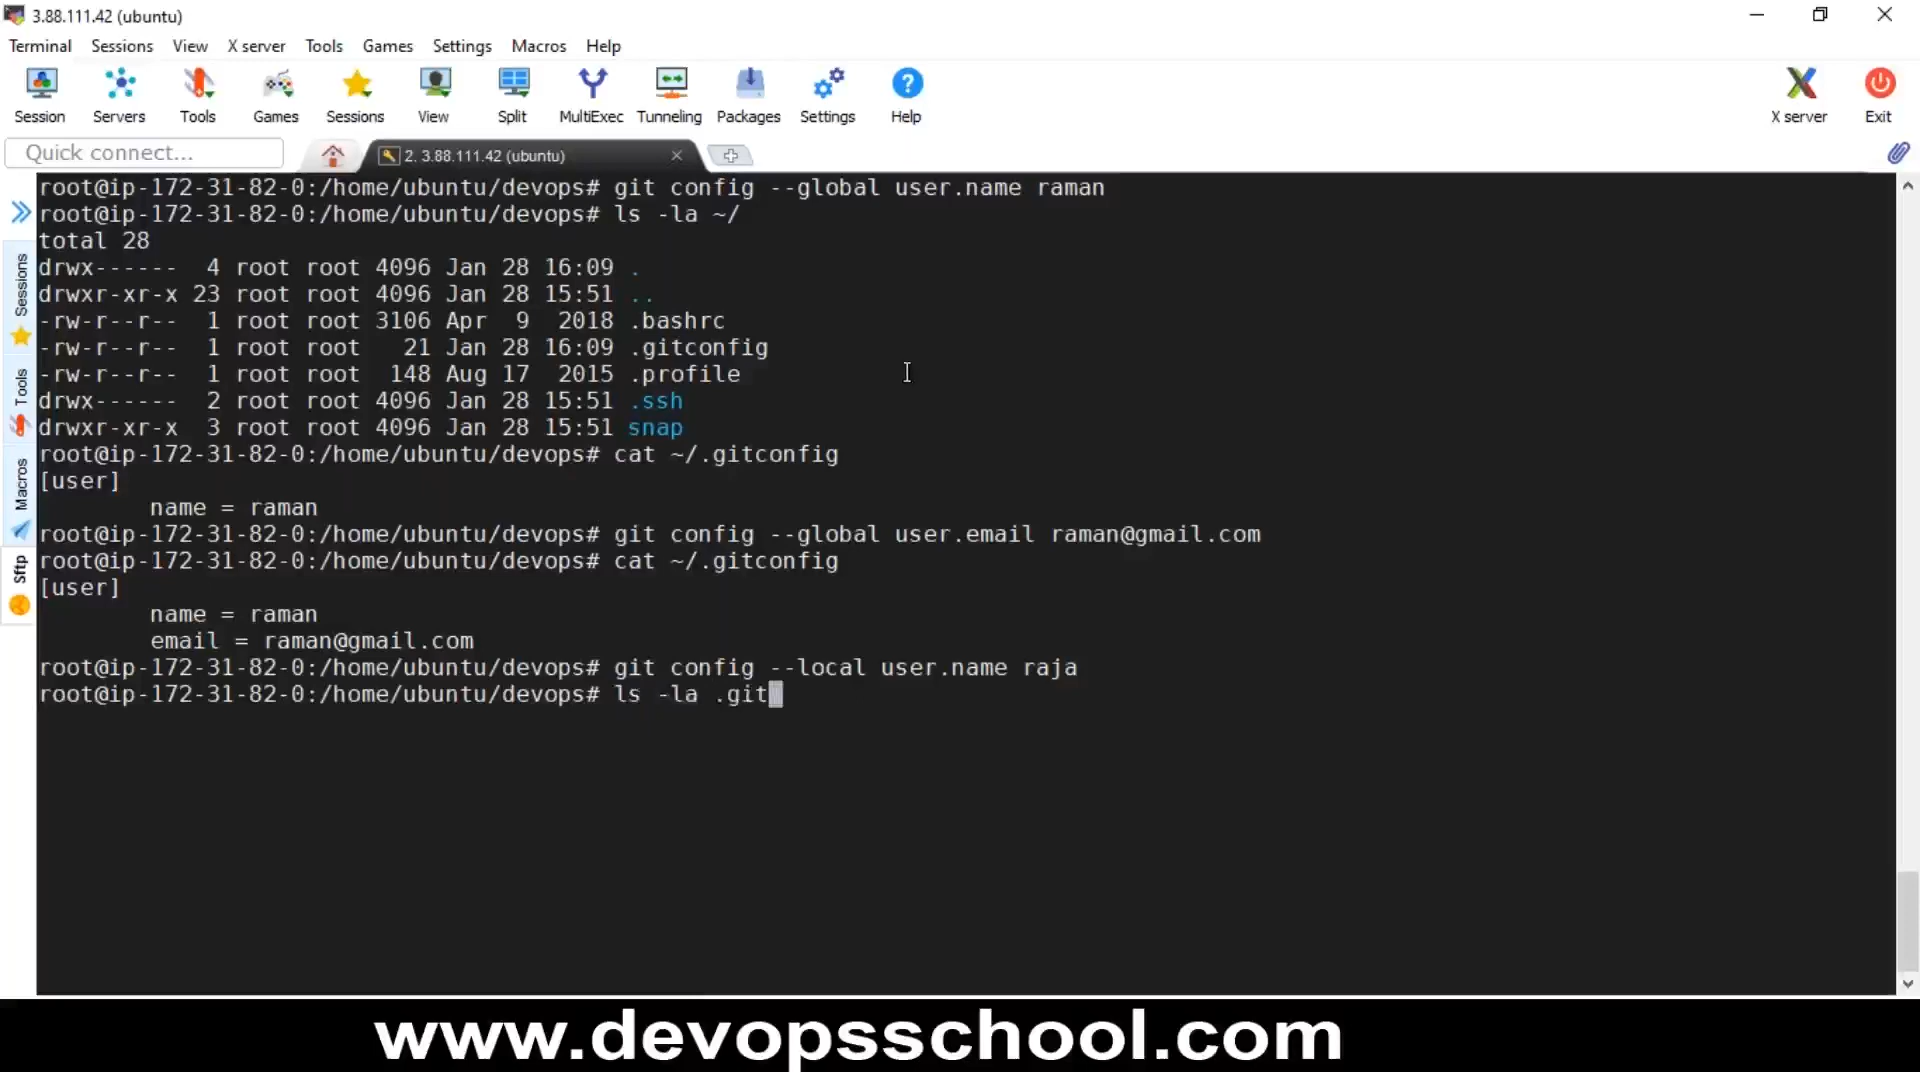 3.88.111.42 (ubuntu)
Terminal Sessions View X server Tools Games Settings Macros Help
Session Servers Tools Games Sessions View Split MultiExec Tunneling Packages Settings Help X server Exit
Quick connect...
2. 3.88.111.42 (ubuntu)
root@ip-172-31-82-0:/home/ubuntu/devops# git config --global user.name raman
root@ip-172-31-82-0:/home/ubuntu/devops# ls -la ~/
total 28
drwx------  4 root root 4096 Jan 28 16:09 .
drwxr-xr-x 23 root root 4096 Jan 28 15:51 ..
-rw-r--r--  1 root root 3106 Apr  9  2018 .bashrc
-rw-r--r--  1 root root   21 Jan 28 16:09 .gitconfig
-rw-r--r--  1 root root  148 Aug 17  2015 .profile
drwx------  2 root root 4096 Jan 28 15:51 .ssh
drwxr-xr-x  3 root root 4096 Jan 28 15:51 snap
root@ip-172-31-82-0:/home/ubuntu/devops# cat ~/.gitconfig
[user]
name = raman
root@ip-172-31-82-0:/home/ubuntu/devops# git config --global user.email raman@gmail.com
root@ip-172-31-82-0:/home/ubuntu/devops# cat ~/.gitconfig
[user]
name = raman
email = raman@gmail.com
root@ip-172-31-82-0:/home/ubuntu/devops# git config --local user.name raja
root@ip-172-31-82-0:/home/ubuntu/devops# ls -la .git
Sessions
Tools
Macros
Sftp
www.devopsschool.com